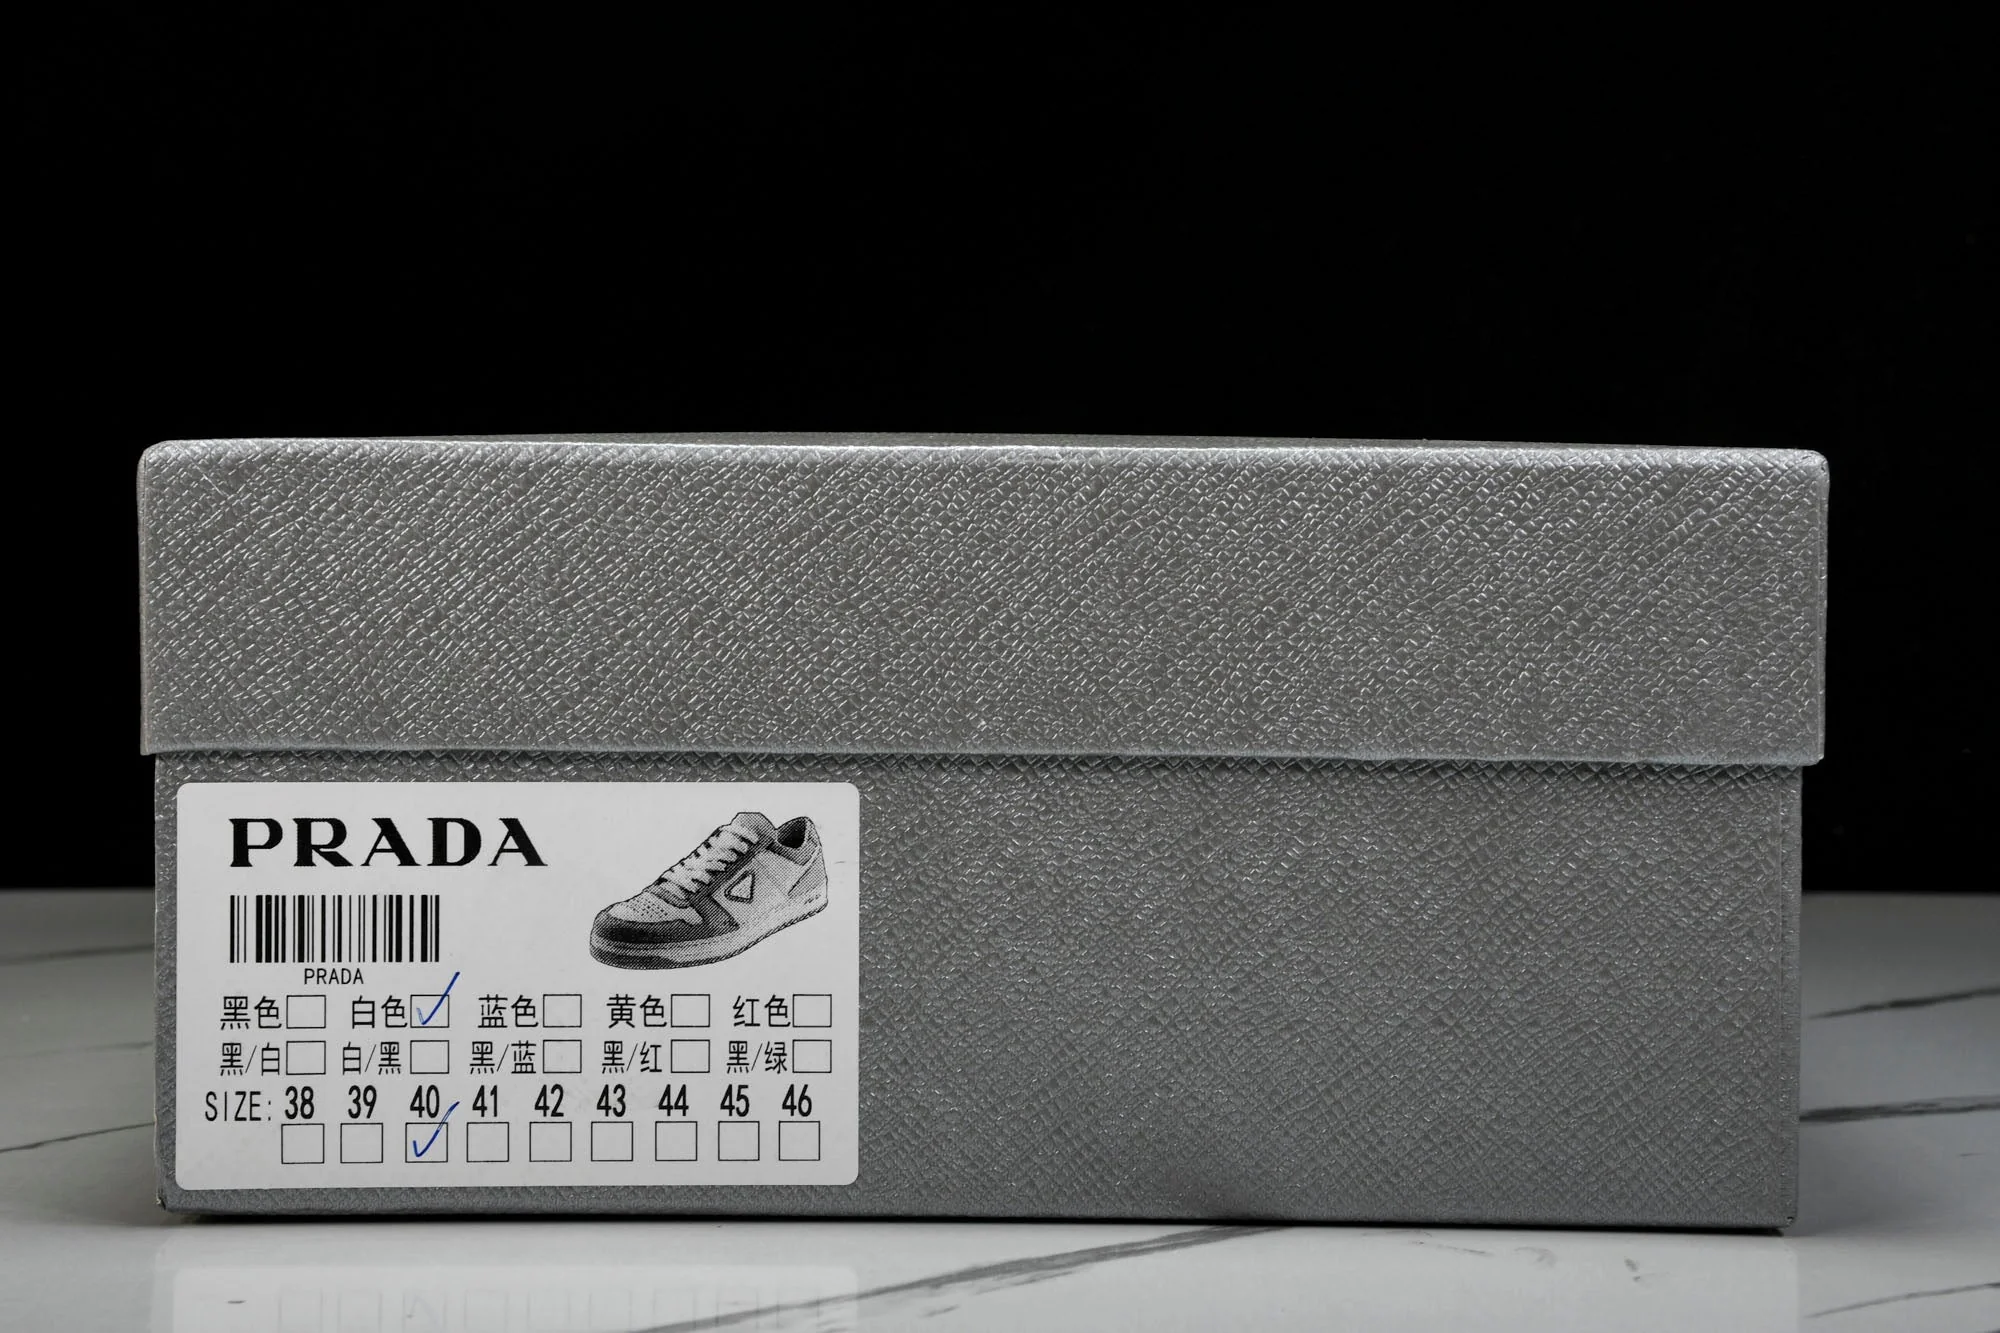 PRADA
PRADA
黑色 白色 蓝色 黄色 红色
黑/白 白/黑 黑/蓝 黑/红 黑/绿
SIZE: 38 39 40 41 42 43 44 45 46